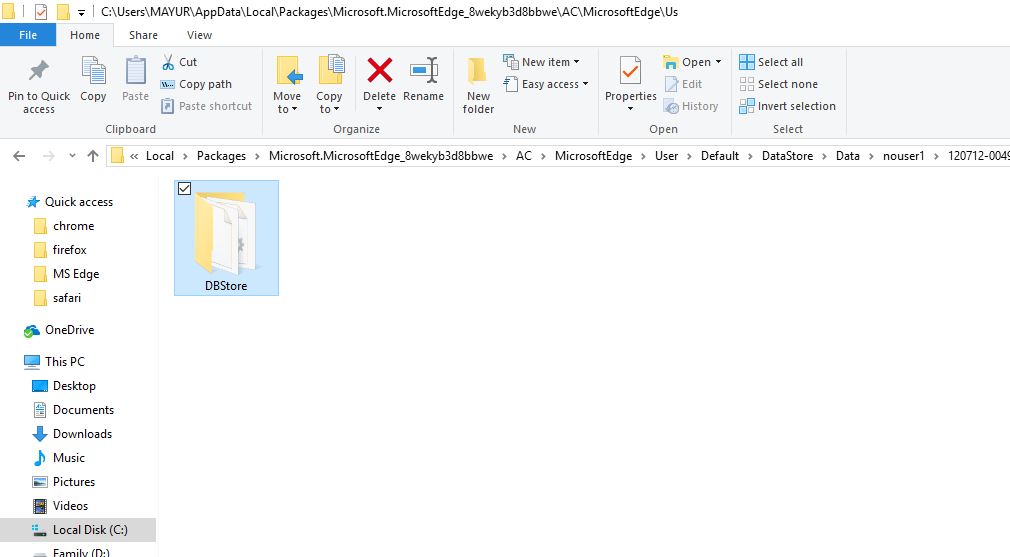 C:\Users\MAYUR\AppData\Local\Packages\Microsoft.MicrosoftEdge_8wekyb3d8bbwe\AC\MicrosoftEdge\Us
File Home Share View
Pin to Quick access
Copy
Paste
Cut
Copy path
Paste shortcut
Move to
Copy to
Delete
Rename
New folder
New item
Easy access
Properties
Open
Edit
History
Select all
Select none
Invert selection
Clipboard Organize New Open Select
« Local > Packages > Microsoft.MicrosoftEdge_8wekyb3d8bbwe > AC > MicrosoftEdge > User > Default > DataStore > Data > nouser1 > 120712-0049
Quick access
chrome
firefox
MS Edge
safari
OneDrive
This PC
Desktop
Documents
Downloads
Music
Pictures
Videos
Local Disk (C:)
Family (D:)
DBStore